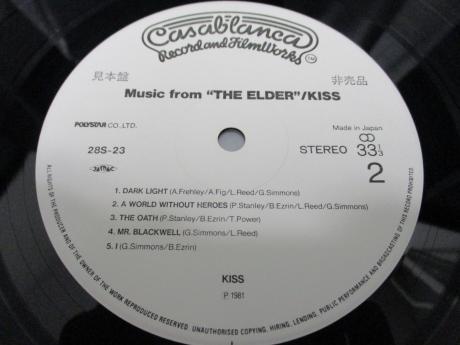 Casablanca
Record and FilmWorks
TM
見本盤
非売品
Music from "THE ELDER"/KISS
POLYSTAR CO., LTD.
Made in Japan
28S-23
STEREO 33 1/3
2
1. DARK LIGHT (A.Frehley/A.Fig/L.Reed/G.Simmons)
2. A WORLD WITHOUT HEROES (P.Stanley/B.Ezrin/L.Reed/G.Simmons)
3. THE OATH (P.Stanley/B.Ezrin/T.Power)
4. MR. BLACKWELL (G.Simmons/L.Reed)
5. I (G.Simmons/B.Ezrin)
KISS
Ⓟ 1981
ALL RIGHTS OF THE PRODUCER AND OF THE OWNER OF THE WORK REPRODUCED RESERVED UNAUTHORISED COPYING, HIRING, LENDING, PUBLIC PERFORMANCE AND BROADCASTING OF THIS RECORD PROHIBITED